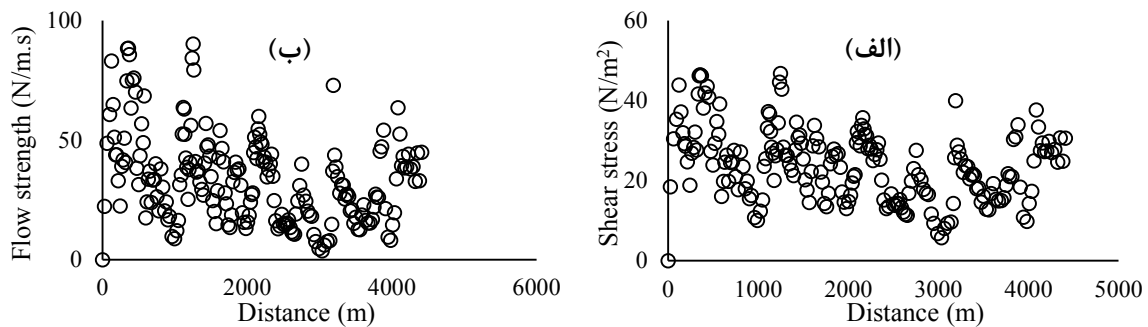 Flow strength (N/m.s)
100
50
0
(ب)
0
2000
4000
6000
Distance (m)
Shear stress (N/m²)
60
40
20
0
(الف)
0
1000
2000
3000
4000
5000
Distance (m)